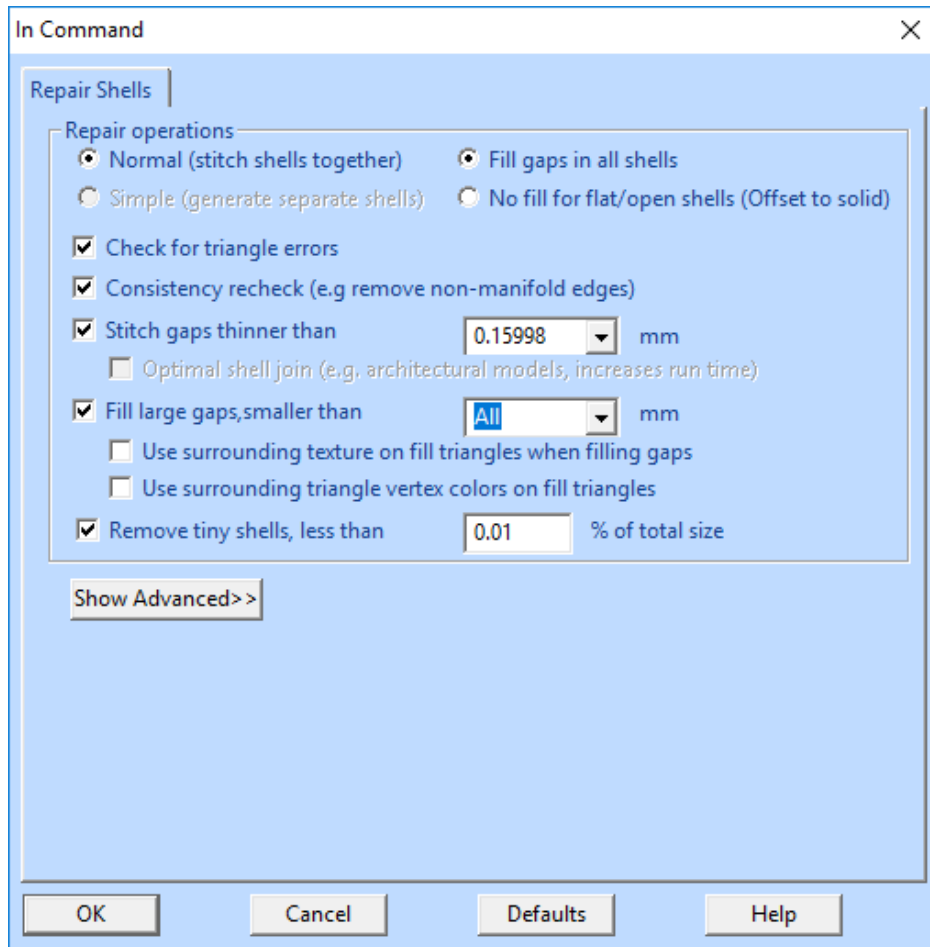 In Command
Repair Shells
Repair operations
Normal (stitch shells together) Fill gaps in all shells
Simple (generate separate shells) No fill for flat/open shells (Offset to solid)
Check for triangle errors
Consistency recheck (e.g remove non-manifold edges)
Stitch gaps thinner than 0.15998 mm
Optimal shell join (e.g. architectural models, increases run time)
Fill large gaps,smaller than All mm
Use surrounding texture on fill triangles when filling gaps
Use surrounding triangle vertex colors on fill triangles
Remove tiny shells, less than 0.01 % of total size
Show Advanced>>
OK Cancel Defaults Help